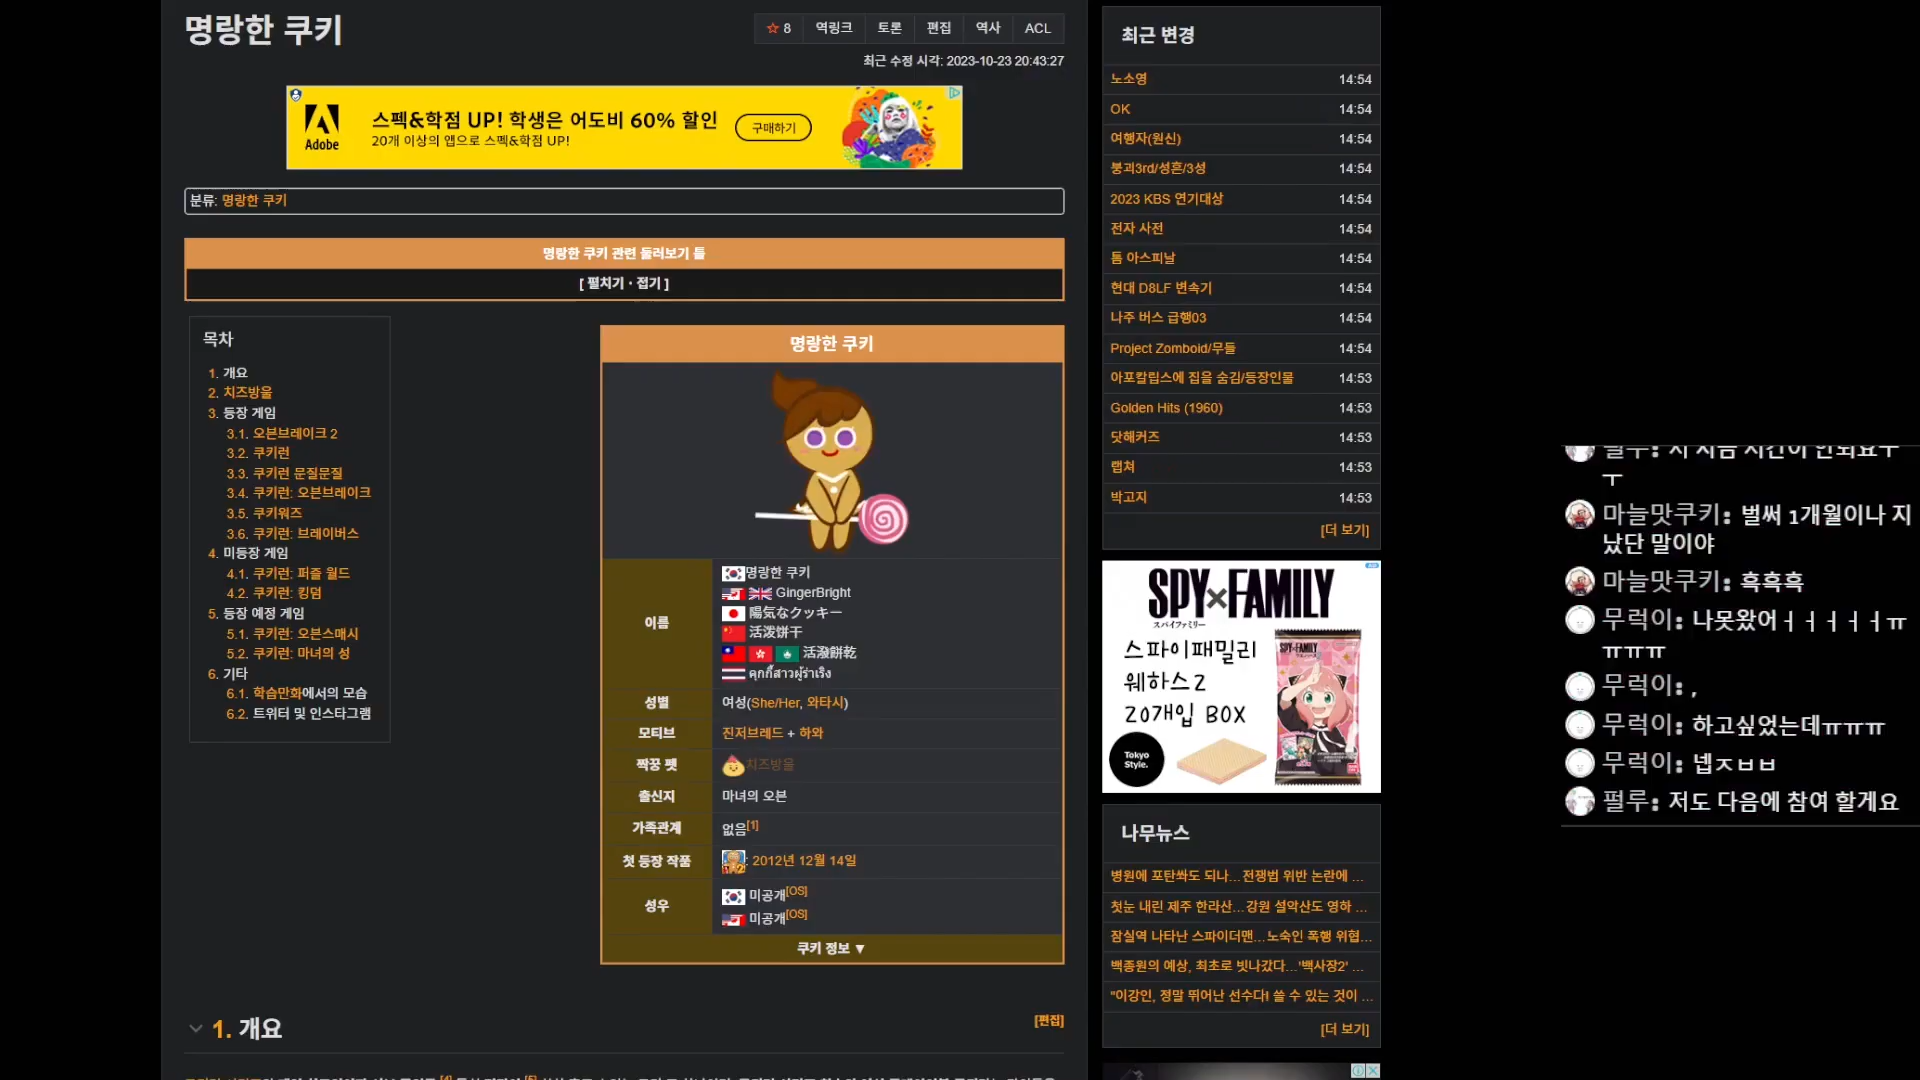 명랑한 쿠키
☆ 8 역링크 토론 편집 역사 ACL
최근 수정 시각: 2023-10-23 20:43:27
Adobe
스펙&학점 UP! 학생은 어도비 60% 할인
20개 이상의 앱으로 스펙&학점 UP!
구매하기
분류: 명랑한 쿠키
명랑한 쿠키 관련 둘러보기 틀
[ 펼치기 · 접기 ]
목차
1. 개요
2. 치즈방울
3. 등장 게임
3.1. 오븐브레이크 2
3.2. 쿠키런
3.3. 쿠키런 문질문질
3.4. 쿠키런: 오븐브레이크
3.5. 쿠키워즈
3.6. 쿠키런: 브레이버스
4. 미등장 게임
4.1. 쿠키런: 퍼즐 월드
4.2. 쿠키런: 킹덤
5. 등장 예정 게임
5.1. 쿠키런: 오븐스매시
5.2. 쿠키런: 마녀의 성
6. 기타
6.1. 학습만화에서의 모습
6.2. 트위터 및 인스타그램
명랑한 쿠키
이름
명랑한 쿠키
GingerBright
陽気なクッキー
活泼饼干
活潑餅乾
คุกกี้สาวผู้ร่าเริง
성별 여성(She/Her, 와타시)
모티브 진저브레드 + 하와
짝꿍 펫 치즈방울
출신지 마녀의 오븐
가족관계 없음[1]
첫 등장 작품 : 2012년 12월 14일
성우
미공개[OS]
미공개[OS]
쿠키 정보 ▼
1. 개요
[편집]
최근 변경
노소영 14:54
OK 14:54
여행자(원신) 14:54
붕괴3rd/성흔/3성 14:54
2023 KBS 연기대상 14:54
전자 사전 14:54
톰 아스피날 14:54
현대 D8LF 변속기 14:54
나주 버스 급행03 14:54
Project Zomboid/무들 14:54
아포칼립스에 집을 숨김/등장인물 14:53
Golden Hits (1960) 14:53
닷해커즈 14:53
랩쳐 14:53
박고지 14:53
[더 보기]
SPY×FAMILY
スパイファミリー
스파이패밀리
웨하스2
20개입 BOX
Tokyo
Style.
SPY×FAMILY
나무뉴스
병원에 포탄쏴도 되나...전쟁법 위반 논란에 ...
첫눈 내린 제주 한라산...강원 설악산도 영하 ...
잠실역 나타난 스파이더맨...노숙인 폭행 위협...
백종원의 예상, 최초로 빗나갔다...'백사장2' ...
"이강인, 정말 뛰어난 선수다! 쓸 수 있는 것이 ...
[더 보기]
펄루: 저 지금 시간이 안되요ㅜ
ㅜ
마늘맛쿠키: 벌써 1개월이나 지
났단 말이야
마늘맛쿠키: 흑흑흑
무럭이: 나못왔어ㅓㅓㅓㅓㅓㅠ
ㅠㅠㅠ
무럭이: ,
무럭이: 하고싶었는데ㅠㅠㅠ
무럭이: 넵ㅈㅂㅂ
펄루: 저도 다음에 참여 할게요